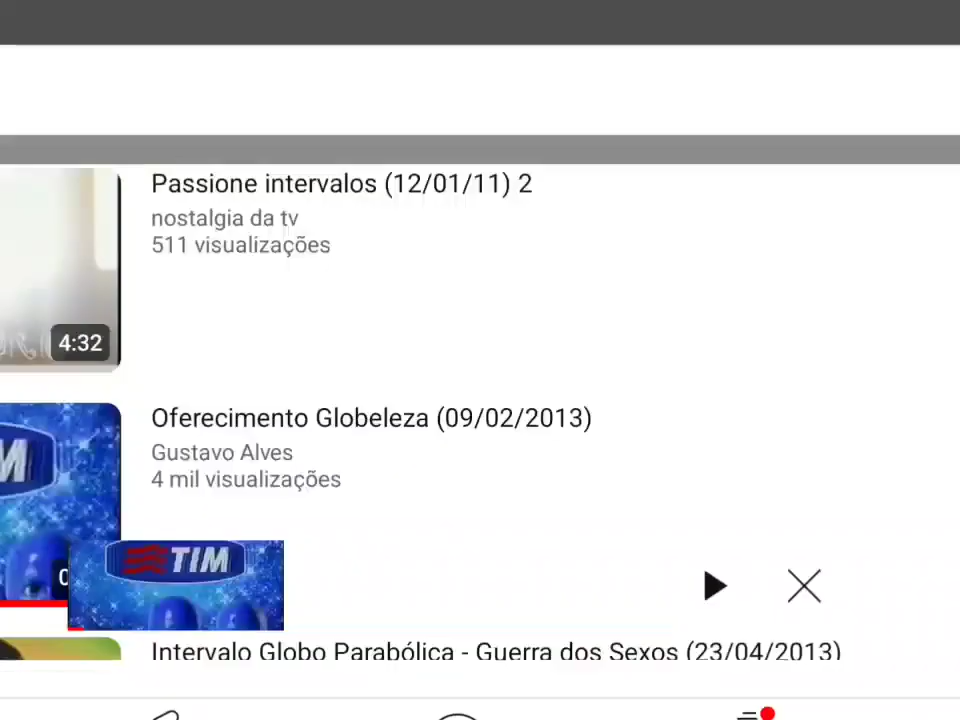 Passione intervalos (12/01/11) 2
nostalgia da tv
511 visualizações
4:32
Oferecimento Globeleza (09/02/2013)
Gustavo Alves
4 mil visualizações
M
0
TIM
Intervalo Globo Parabólica - Guerra dos Sexos (23/04/2013)